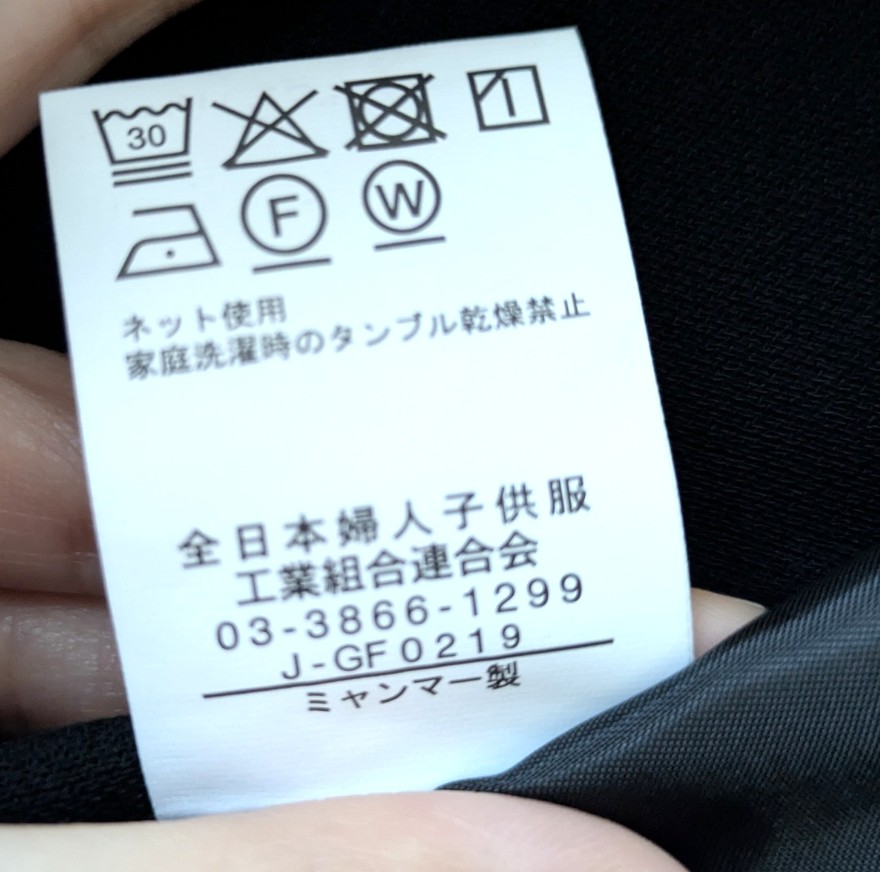 30
F W
ネット使用
家庭洗濯時のタンブル乾燥禁止
全日本婦人子供服
工業組合連合会
03-3866-1299
J-GF0219
ミャンマー製